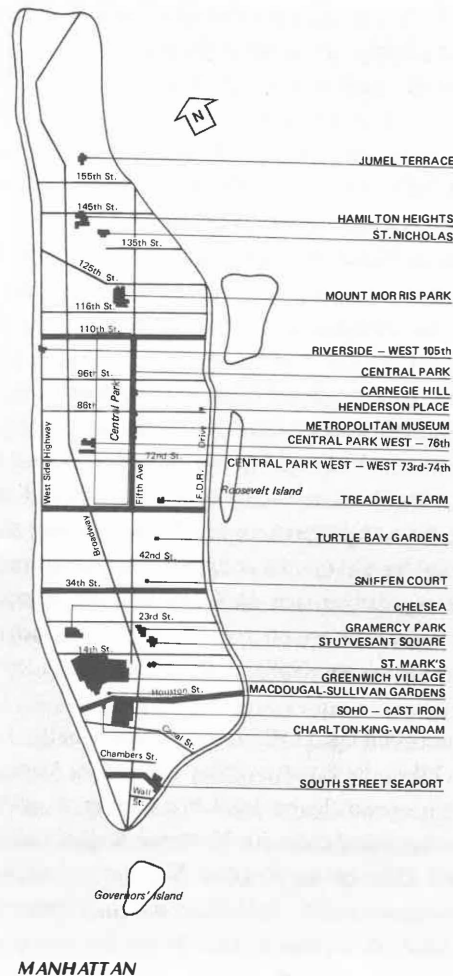 N
JUMEL TERRACE
155th St.
145th St.
HAMILTON HEIGHTS
ST. NICHOLAS
135th St.
125th St.
MOUNT MORRIS PARK
116th St.
110th St.
RIVERSIDE – WEST 105th
96th St.
CENTRAL PARK
CARNEGIE HILL
86th
HENDERSON PLACE
Central Park
METROPOLITAN MUSEUM
CENTRAL PARK WEST – 76th
72nd St.
CENTRAL PARK WEST – WEST 73rd-74th
West Side Highway
Fifth Ave
F.D.R. Drive
Roosevelt Island
TREADWELL FARM
Broadway
TURTLE BAY GARDENS
42nd St.
34th St.
SNIFFEN COURT
CHELSEA
23rd St.
GRAMERCY PARK
STUYVESANT SQUARE
14th St.
ST. MARK'S
GREENWICH VILLAGE
Houston St.
MACDOUGAL-SULLIVAN GARDENS
SOHO – CAST IRON
Canal St.
CHARLTON-KING-VANDAM
Chambers St.
SOUTH STREET SEAPORT
Wall
St.
Governors' Island
MANHATTAN